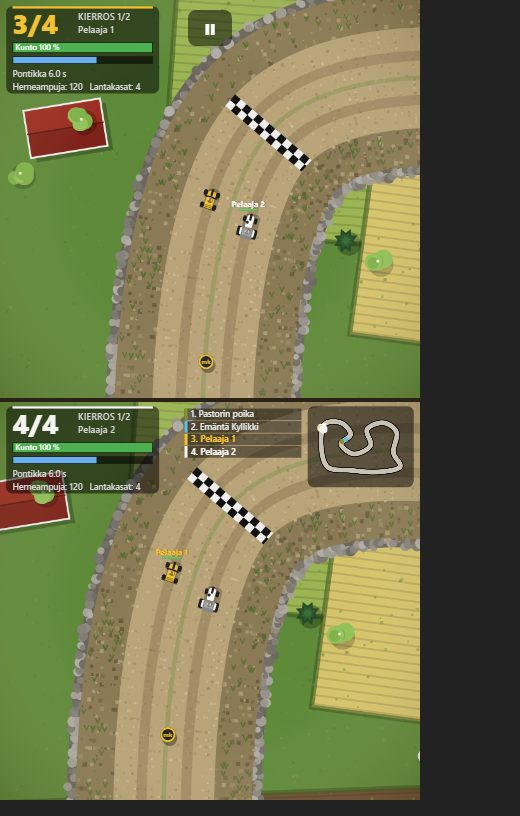 3/4
KIERROS 1/2
Pelaaja 1
Kunto 100 %
Pontikka 6.0 s
Herneampuja: 120 Lantakasat: 4
Pelaaja 2
mk
4/4
KIERROS 1/2
Pelaaja 2
Kunto 100 %
Pontikka 6.0 s
Herneampuja: 120 Lantakasat: 4
1. Pastorin poika
2. Emäntä Kyllikki
3. Pelaaja 1
4. Pelaaja 2
Pelaaja 1
mk